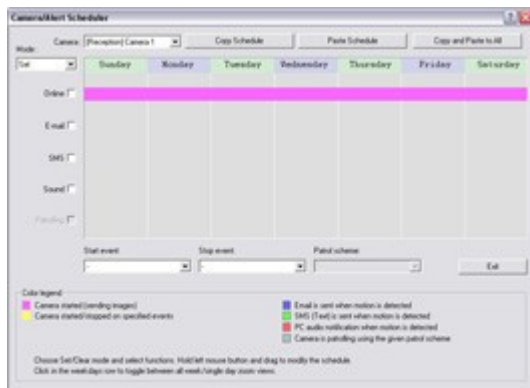 Camera/Alert Scheduler
Camera: [Reception] Camera 1 Copy Schedule Paste Schedule Copy and Paste to All
Mode:
Set Sunday Monday Tuesday Wednesday Thursday Friday Saturday
Online
E-mail
SMS
Sound
Patrolling
Start event: Stop event: Patrol scheme:
- - Exit
Color legend
Camera started (sending images) Email is sent when motion is detected
Camera started/stopped on specified events SMS (Text) is sent when motion is detected
PC audio notification when motion is detected
Camera is patrolling using the given patrol scheme
Choose Set/Clear mode and select functions. Hold left mouse button and drag to modify the schedule.
Click in the weekdays row to toggle between all week/single day zoom views.